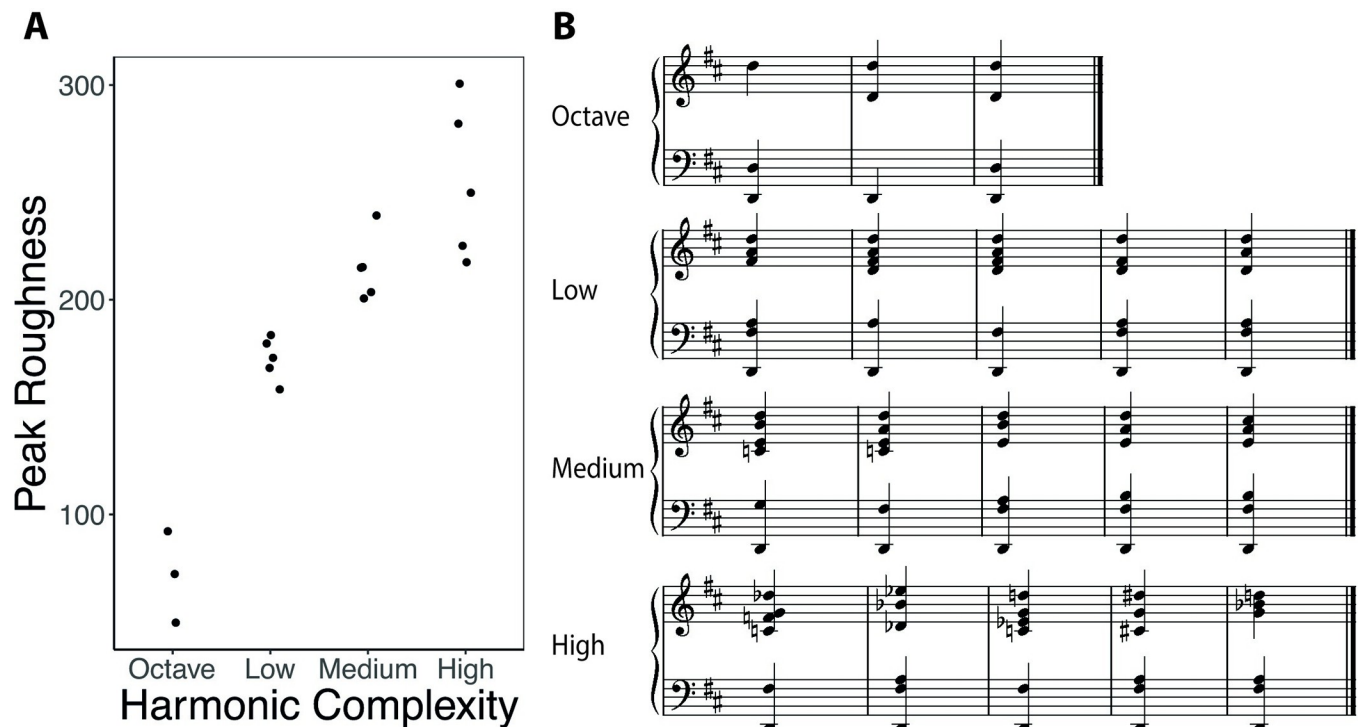 A
300
200
100
Peak Roughness
Octave Low Medium High
Harmonic Complexity
B
Octave
Low
Medium
High